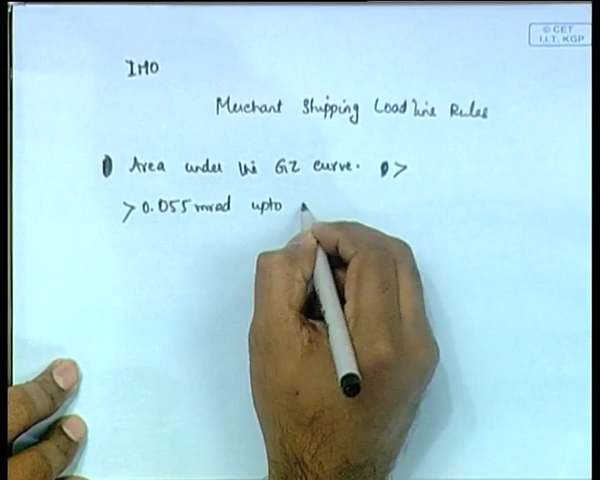 © CET
I.I.T. KGP
IMO
Merchant Shipping Load line Rules
Area under the GZ curve. >
> 0.055 mrad upto